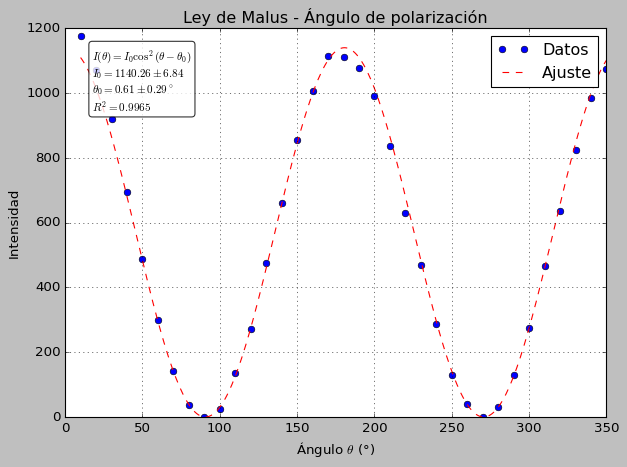 Ley de Malus - Ángulo de polarización
I(θ) = I₀cos²(θ − θ₀)
I₀ = 1140.26 ± 6.84
θ₀ = 0.61 ± 0.29°
R² = 0.9965
Datos
Ajuste
1200
1000
800
600
400
200
0
Intensidad
0 50 100 150 200 250 300 350
Ángulo θ (°)